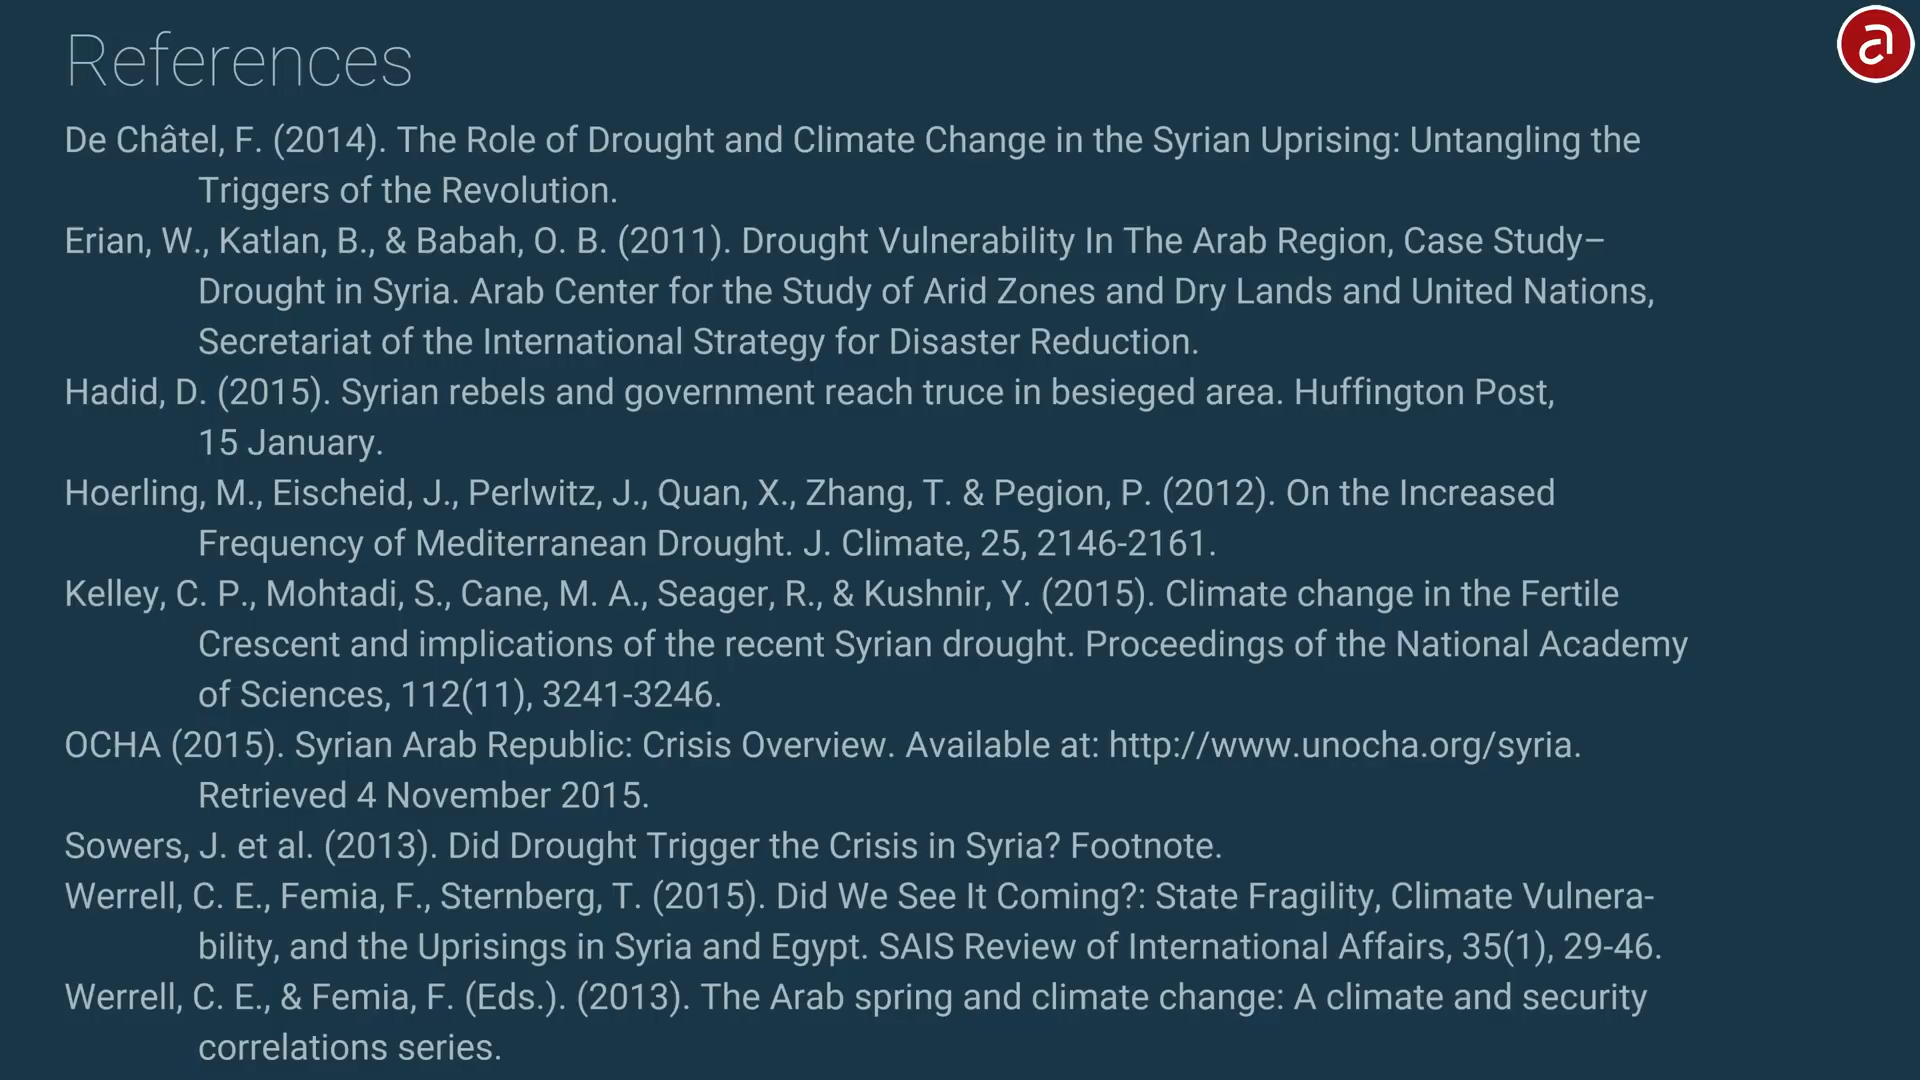 References
De Châtel, F. (2014). The Role of Drought and Climate Change in the Syrian Uprising: Untangling the
Triggers of the Revolution.
Erian, W., Katlan, B., & Babah, O. B. (2011). Drought Vulnerability In The Arab Region, Case Study–
Drought in Syria. Arab Center for the Study of Arid Zones and Dry Lands and United Nations,
Secretariat of the International Strategy for Disaster Reduction.
Hadid, D. (2015). Syrian rebels and government reach truce in besieged area. Huffington Post,
15 January.
Hoerling, M., Eischeid, J., Perlwitz, J., Quan, X., Zhang, T. & Pegion, P. (2012). On the Increased
Frequency of Mediterranean Drought. J. Climate, 25, 2146-2161.
Kelley, C. P., Mohtadi, S., Cane, M. A., Seager, R., & Kushnir, Y. (2015). Climate change in the Fertile
Crescent and implications of the recent Syrian drought. Proceedings of the National Academy
of Sciences, 112(11), 3241-3246.
OCHA (2015). Syrian Arab Republic: Crisis Overview. Available at: http://www.unocha.org/syria.
Retrieved 4 November 2015.
Sowers, J. et al. (2013). Did Drought Trigger the Crisis in Syria? Footnote.
Werrell, C. E., Femia, F., Sternberg, T. (2015). Did We See It Coming?: State Fragility, Climate Vulnera-
bility, and the Uprisings in Syria and Egypt. SAIS Review of International Affairs, 35(1), 29-46.
Werrell, C. E., & Femia, F. (Eds.). (2013). The Arab spring and climate change: A climate and security
correlations series.